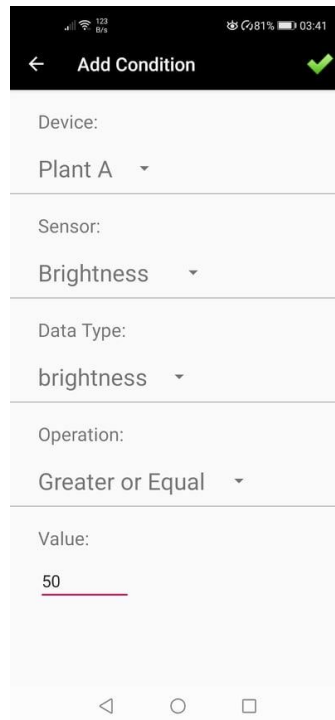 123
B/s
81% 03:41
Add Condition
Device:
Plant A
Sensor:
Brightness
Data Type:
brightness
Operation:
Greater or Equal
Value:
50